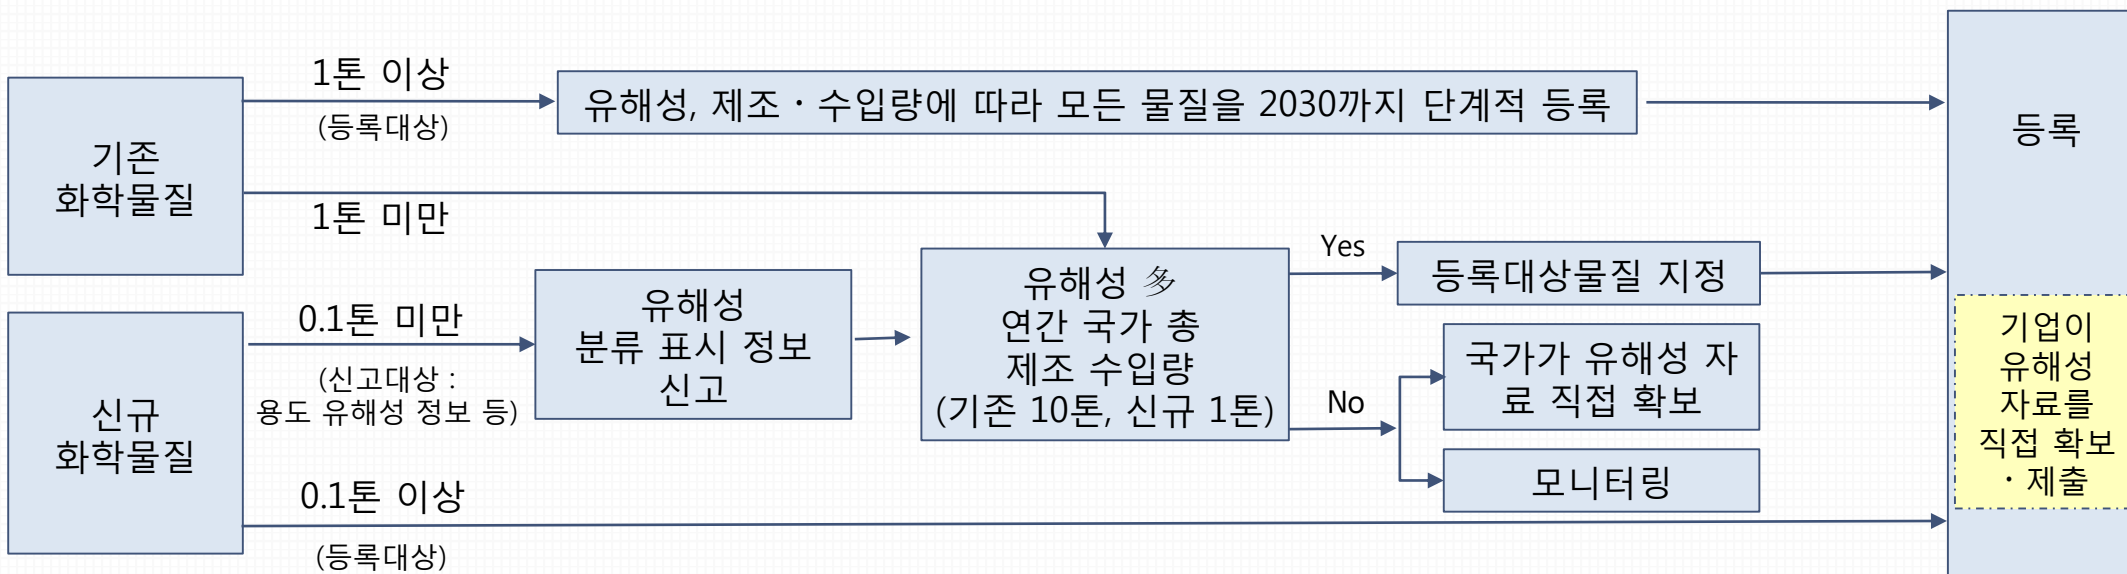 1톤 이상
(등록대상)
유해성, 제조 · 수입량에 따라 모든 물질을 2030까지 단계적 등록
등록
기존
화학물질
1톤 미만
0.1톤 미만
(신고대상 :
용도 유해성 정보 등)
유해성
분류 표시 정보
신고
유해성 多
연간 국가 총
제조 수입량
(기존 10톤, 신규 1톤)
Yes
등록대상물질 지정
No
국가가 유해성 자
료 직접 확보
모니터링
기업이
유해성
자료를
직접 확보
· 제출
신규
화학물질
0.1톤 이상
(등록대상)